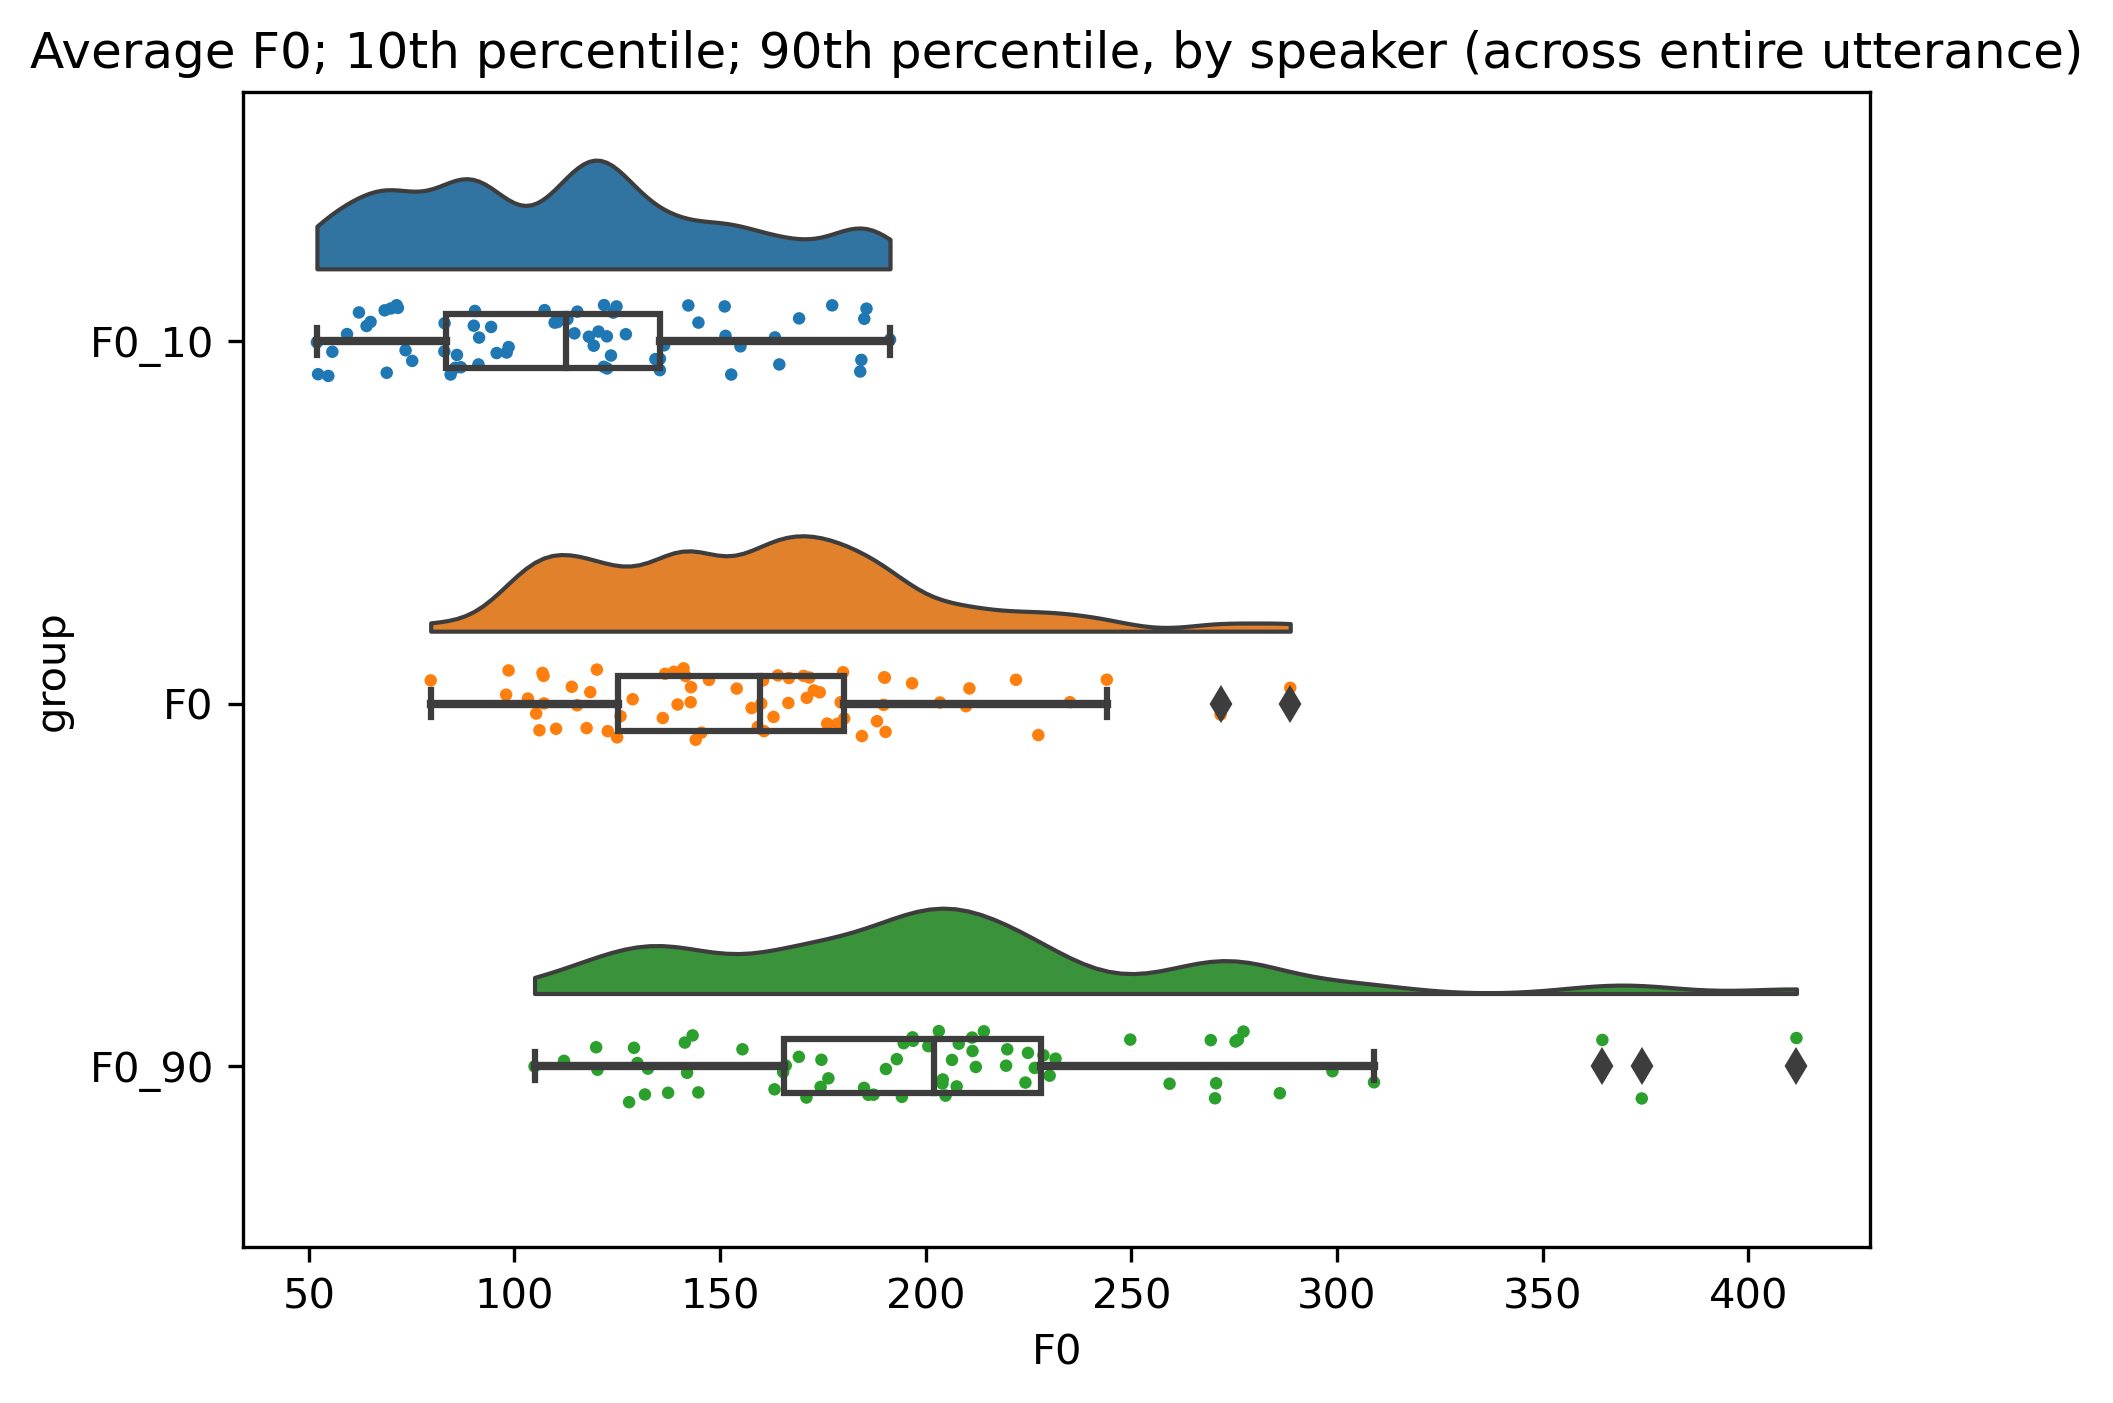 Average F0; 10th percentile; 90th percentile, by speaker (across entire utterance)
F0_10
F0
F0_90
group
50 100 150 200 250 300 350 400
F0